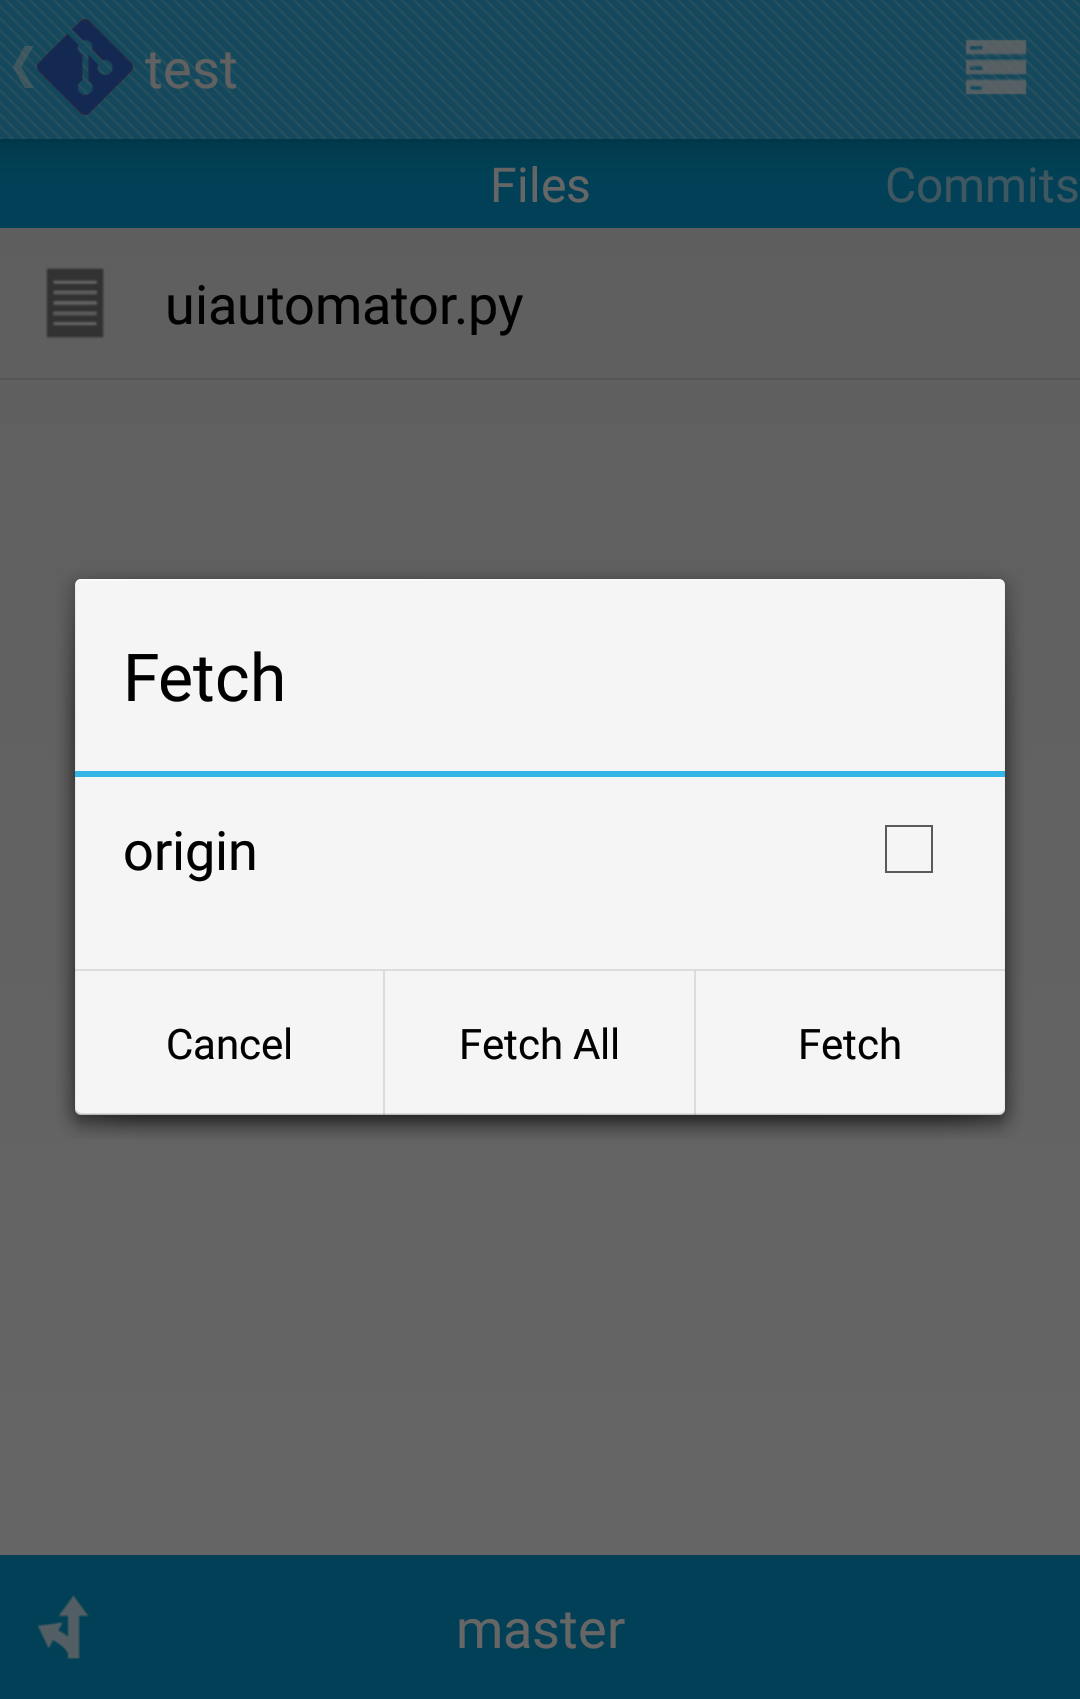 test
Files
Commits
uiautomator.py
Fetch
origin
Cancel
Fetch All
Fetch
master